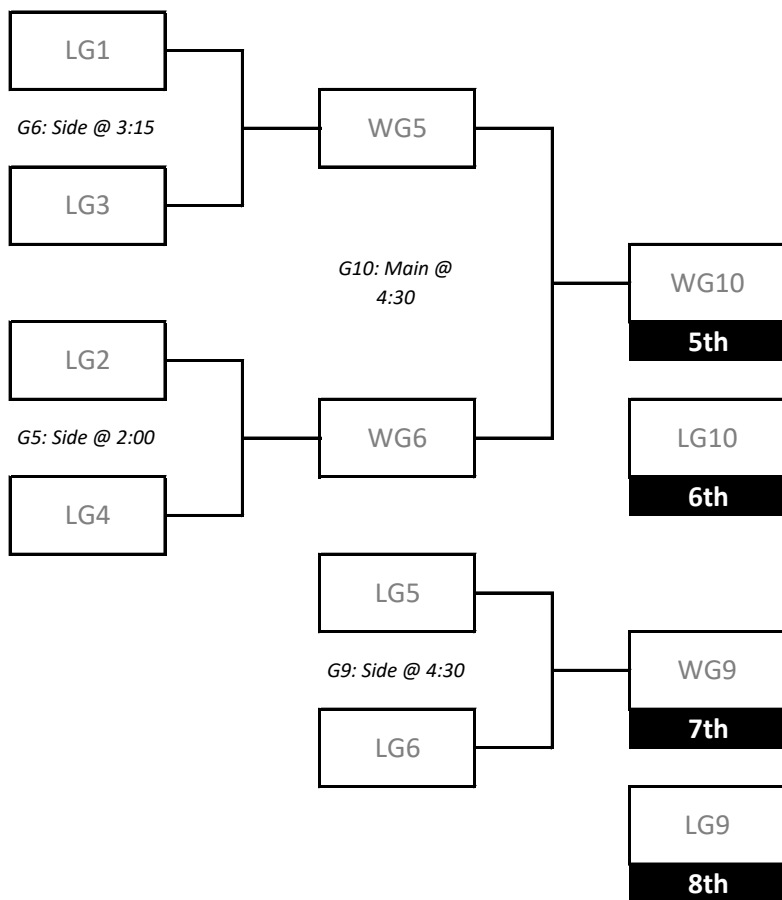 LG1
G6: Side @ 3:15
WG5
LG3
G10: Main @
4:30
WG10
5th
LG2
G5: Side @ 2:00
WG6
LG10
6th
LG4
LG5
G9: Side @ 4:30
WG9
7th
LG6
LG9
8th